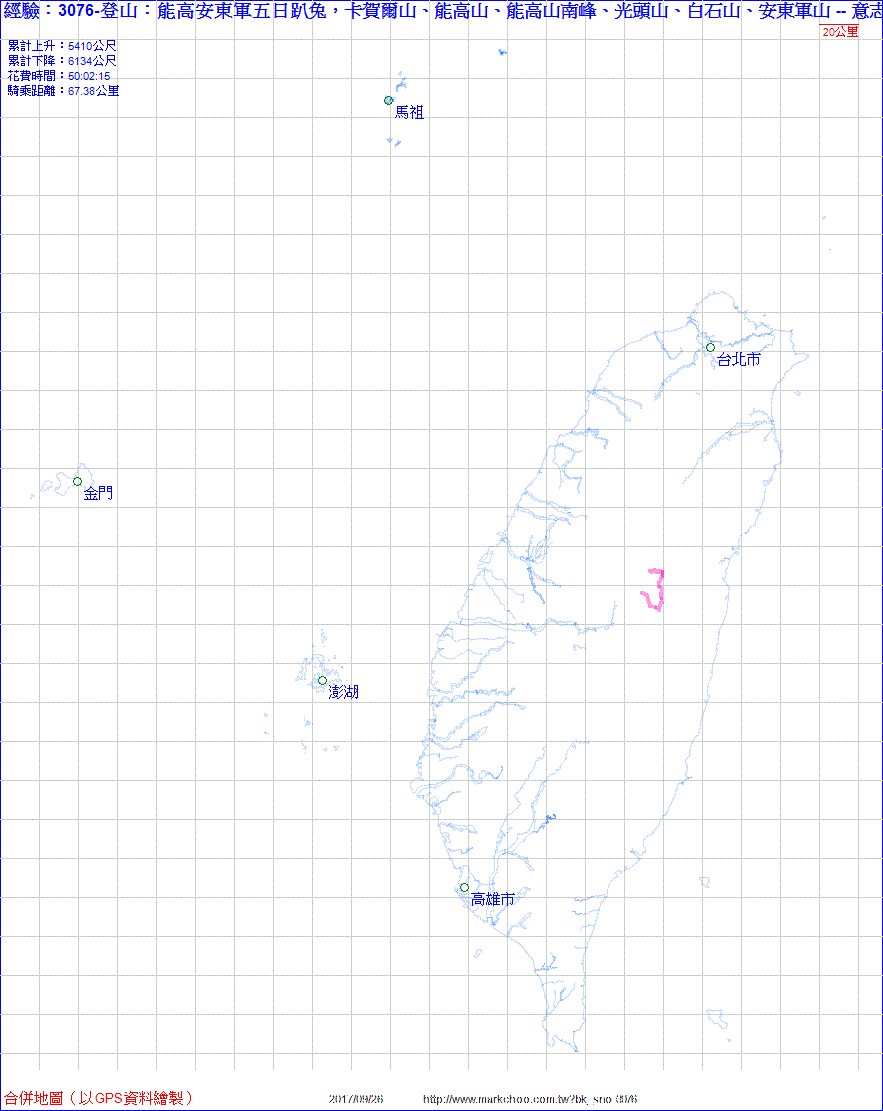 經驗：3076-登山：能高安東軍五日趴兔，卡賀爾山、能高山、能高山南峰、光頭山、白石山、安東軍山 -- 意志
20公里
累計上升：5410公尺
累計下降：6134公尺
花費時間：50:02:15
騎乘距離：67.38公里
馬祖
台北市
金門
澎湖
高雄市
合併地圖（以GPS資料繪製）
2017/09/26 http://www.markchoo.com.tw?bkj_sno=3076